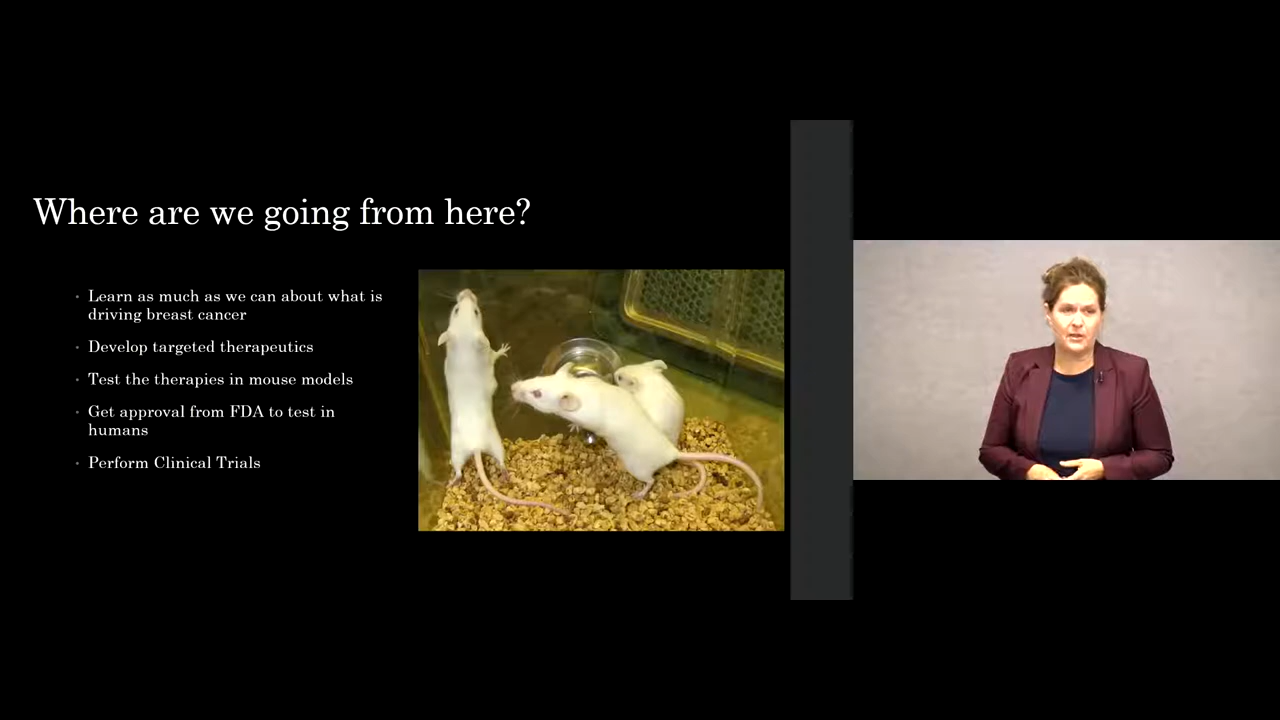 Where are we going from here?
Learn as much as we can about what is
driving breast cancer
Develop targeted therapeutics
Test the therapies in mouse models
Get approval from FDA to test in
humans
Perform Clinical Trials